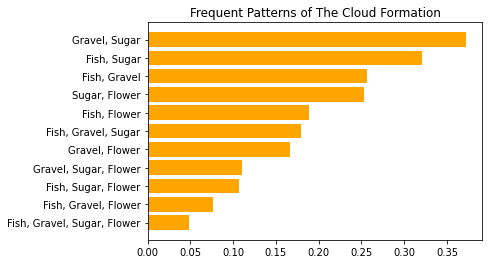 Frequent Patterns of The Cloud Formation
Gravel, Sugar
Fish, Sugar
Fish, Gravel
Sugar, Flower
Fish, Flower
Fish, Gravel, Sugar
Gravel, Flower
Gravel, Sugar, Flower
Fish, Sugar, Flower
Fish, Gravel, Flower
Fish, Gravel, Sugar, Flower
0.00 0.05 0.10 0.15 0.20 0.25 0.30 0.35